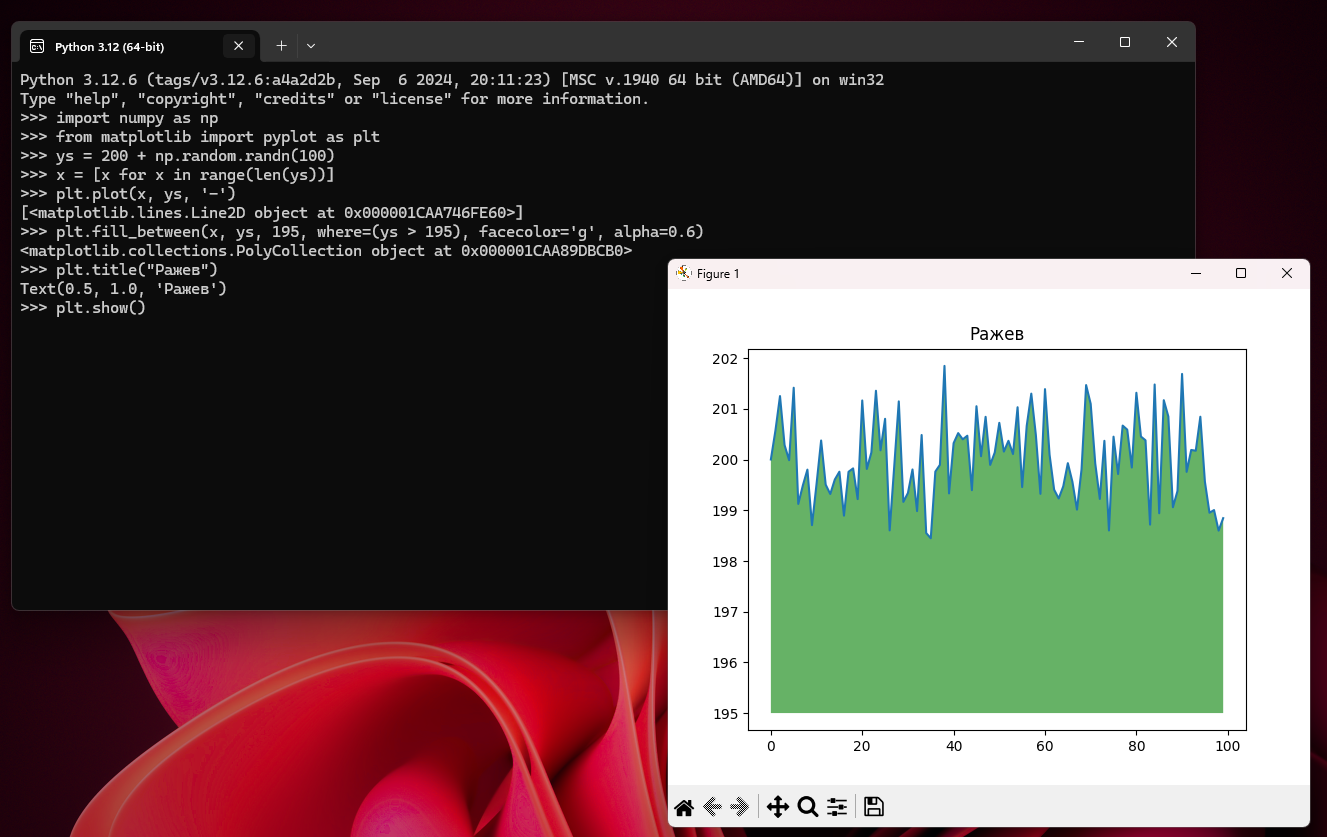 Python 3.12 (64-bit)
Python 3.12.6 (tags/v3.12.6:a4a2d2b, Sep  6 2024, 20:11:23) [MSC v.1940 64 bit (AMD64)] on win32
Type "help", "copyright", "credits" or "license" for more information.
>>> import numpy as np
>>> from matplotlib import pyplot as plt
>>> ys = 200 + np.random.randn(100)
>>> x = [x for x in range(len(ys))]
>>> plt.plot(x, ys, '-')
[<matplotlib.lines.Line2D object at 0x000001CAA746FE60>]
>>> plt.fill_between(x, ys, 195, where=(ys > 195), facecolor='g', alpha=0.6)
<matplotlib.collections.PolyCollection object at 0x000001CAA89DBCB0>
>>> plt.title("Ражев")
Text(0.5, 1.0, 'Ражев')
>>> plt.show()
Figure 1
Ражев
202
201
200
199
198
197
196
195
0 20 40 60 80 100